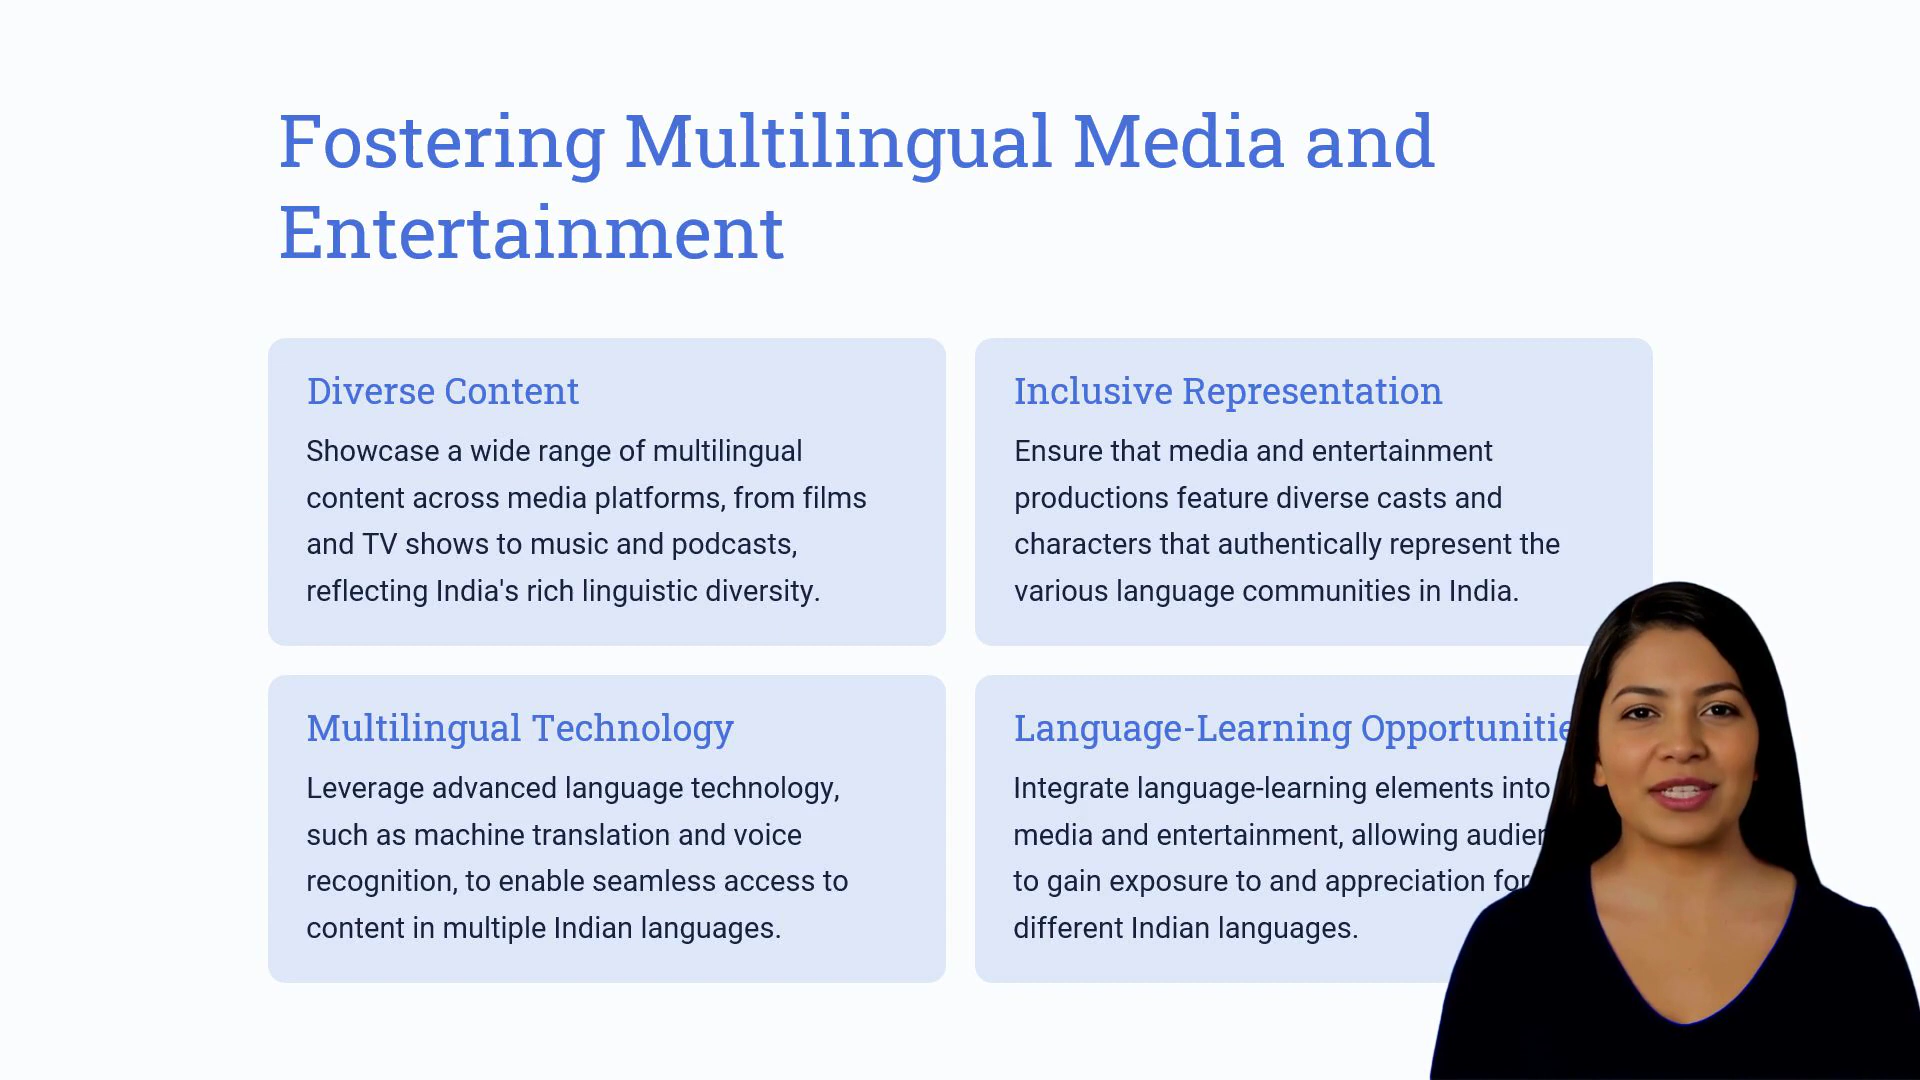 Fostering Multilingual Media and
Entertainment
Diverse Content
Showcase a wide range of multilingual
content across media platforms, from films
and TV shows to music and podcasts,
reflecting India's rich linguistic diversity.
Inclusive Representation
Ensure that media and entertainment
productions feature diverse casts and
characters that authentically represent the
various language communities in India.
Multilingual Technology
Leverage advanced language technology,
such as machine translation and voice
recognition, to enable seamless access to
content in multiple Indian languages.
Language-Learning
Integrate language-learning elements into
media and entertainment, allowing
to gain exposure to and appreciation for
different Indian languages.